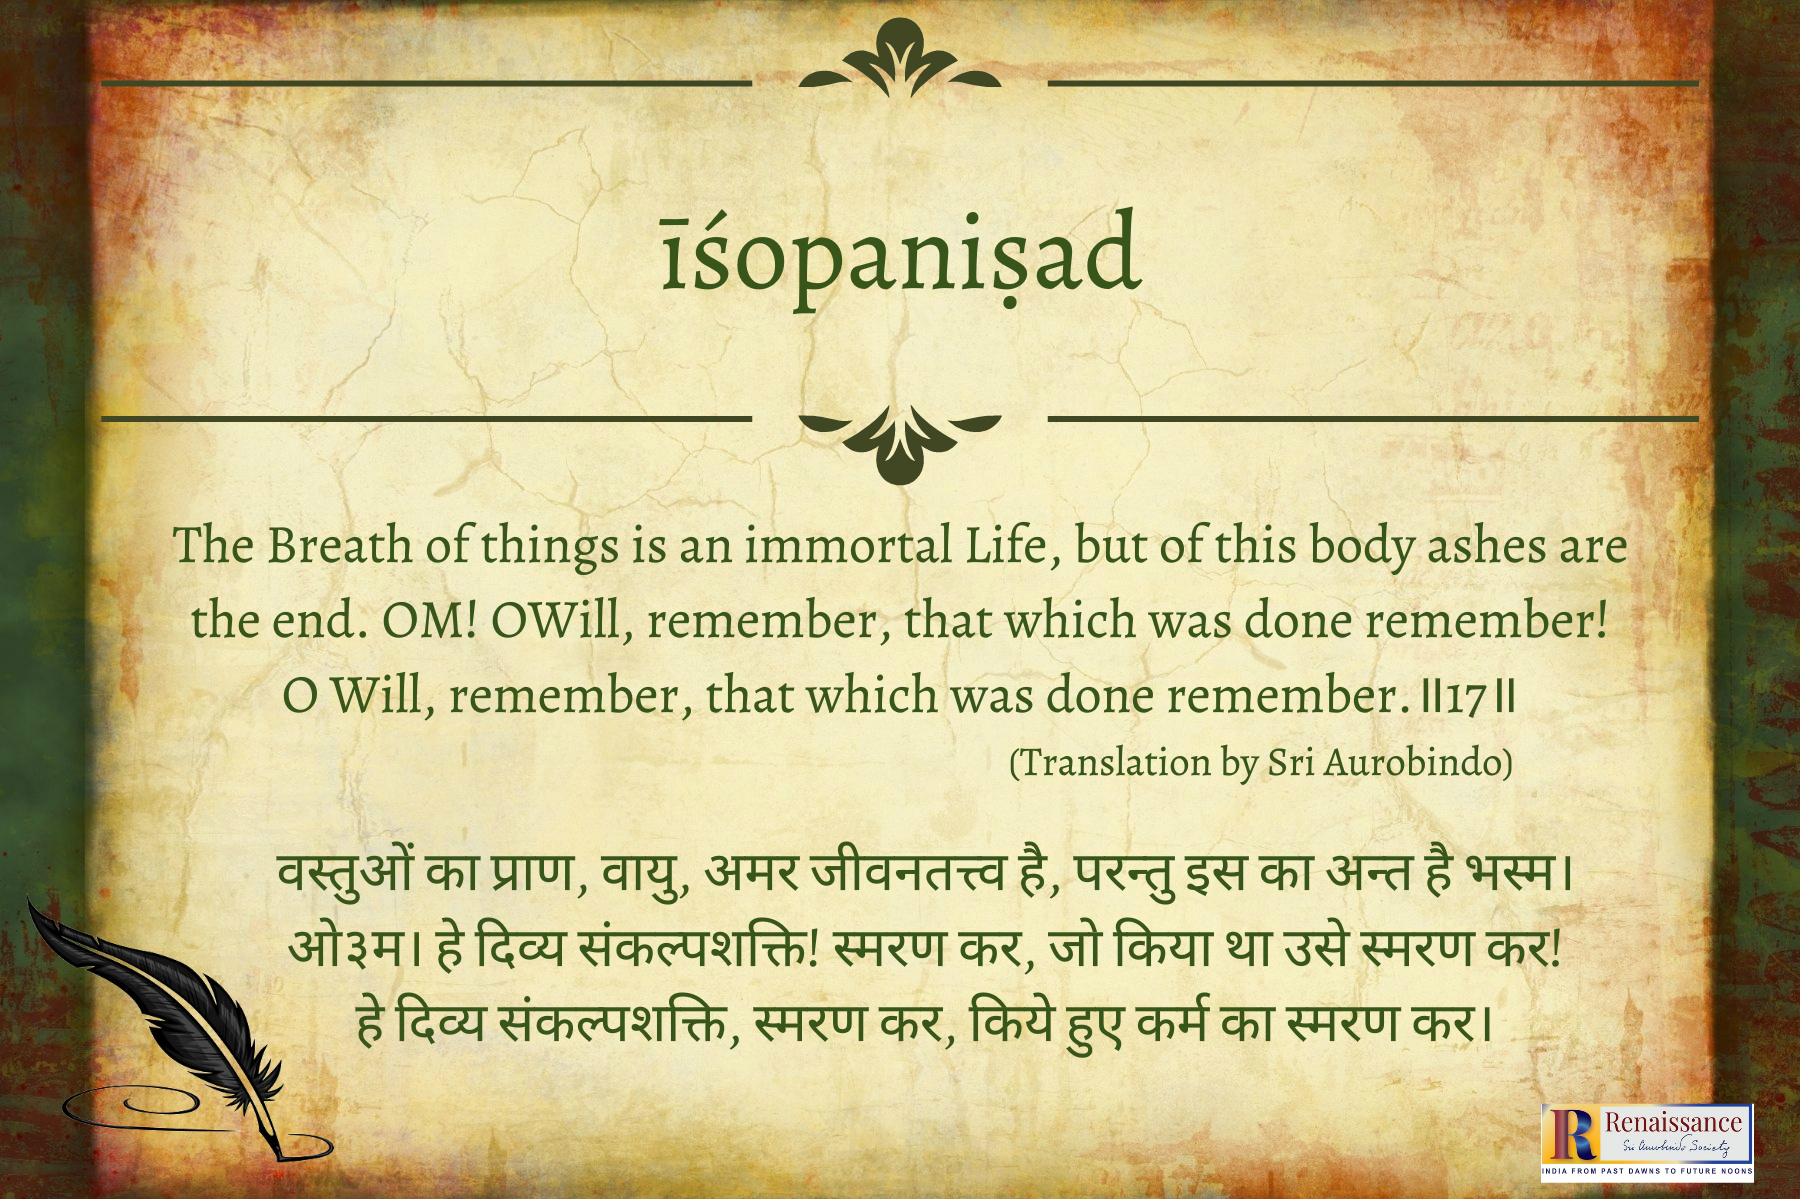 īśopaniṣad
The Breath of things is an immortal Life, but of this body ashes are
the end. OM! OWill, remember, that which was done remember!
O Will, remember, that which was done remember. ॥17॥
(Translation by Sri Aurobindo)
वस्तुओं का प्राण, वायु, अमर जीवनतत्त्व है, परन्तु इस का अन्त है भस्म।
ओ३म। हे दिव्य संकल्पशक्ति! स्मरण कर, जो किया था उसे स्मरण कर!
हे दिव्य संकल्पशक्ति, स्मरण कर, किये हुए कर्म का स्मरण कर।
R Renaissance
Sri Aurobindo Society
INDIA FROM PAST DAWNS TO FUTURE NOONS